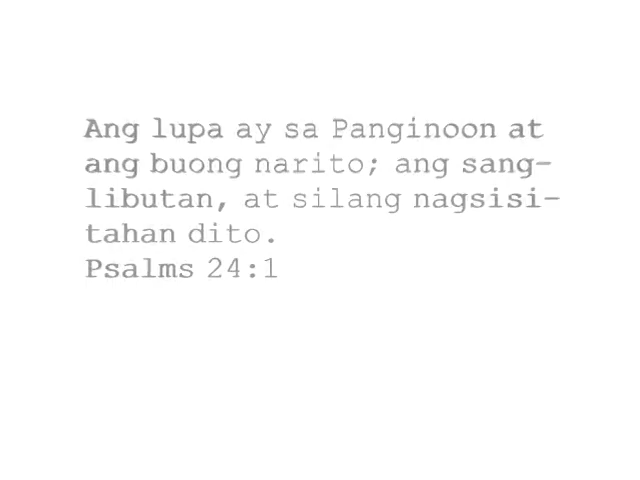 Ang lupa ay sa Panginoon at
ang buong narito; ang sang-
libutan, at silang nagsisi-
tahan dito.
Psalms 24:1